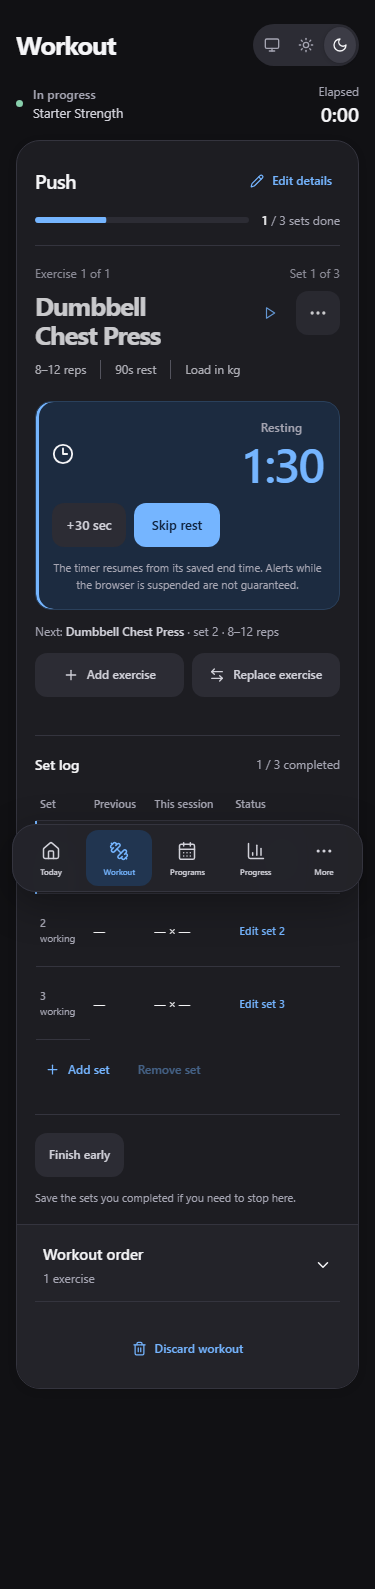 Workout
In progress
Starter Strength
Elapsed
0:00
Push
Edit details
1 / 3 sets done
Exercise 1 of 1
Set 1 of 3
Dumbbell
Chest Press
8–12 reps
90s rest
Load in kg
Resting
1:30
+30 sec
Skip rest
The timer resumes from its saved end time. Alerts while
the browser is suspended are not guaranteed.
Next: Dumbbell Chest Press · set 2 · 8–12 reps
Add exercise
Replace exercise
Set log
1 / 3 completed
Set Previous This session Status
Today
Workout
Programs
Progress
More
2
working
— — × — Edit set 2
3
working
— — × — Edit set 3
Add set
Remove set
Finish early
Save the sets you completed if you need to stop here.
Workout order
1 exercise
Discard workout